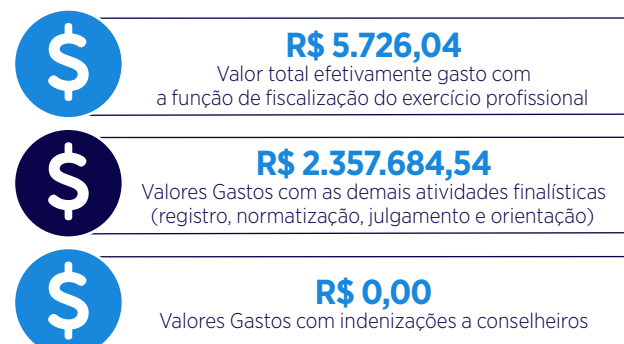 $
R$ 5.726,04
Valor total efetivamente gasto com
a função de fiscalização do exercício profissional
$
R$ 2.357.684,54
Valores Gastos com as demais atividades finalísticas
(registro, normatização, julgamento e orientação)
$
R$ 0,00
Valores Gastos com indenizações a conselheiros